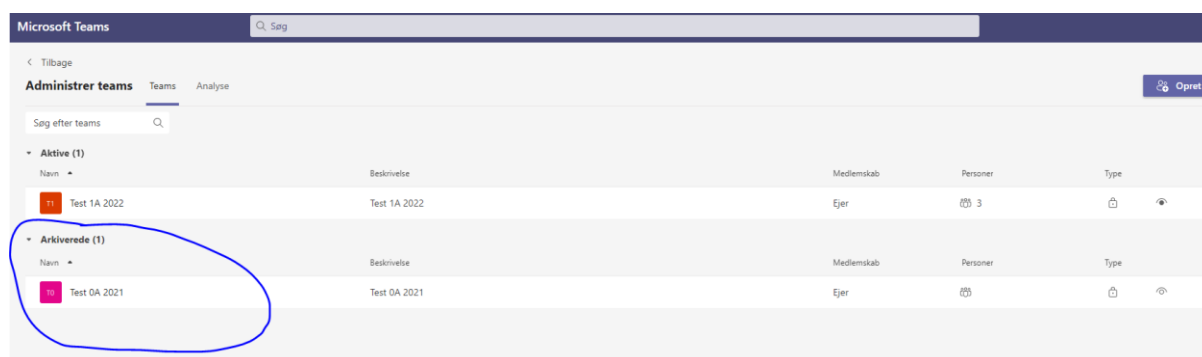 Microsoft Teams Søg
< Tilbage
Administrer teams Teams Analyse Opret
Søg efter teams
Aktive (1)
Navn Beskrivelse Medlemskab Personer Type
T1 Test 1A 2022 Test 1A 2022 Ejer 3
Arkiverede (1)
Navn Beskrivelse Medlemskab Personer Type
T0 Test 0A 2021 Test 0A 2021 Ejer